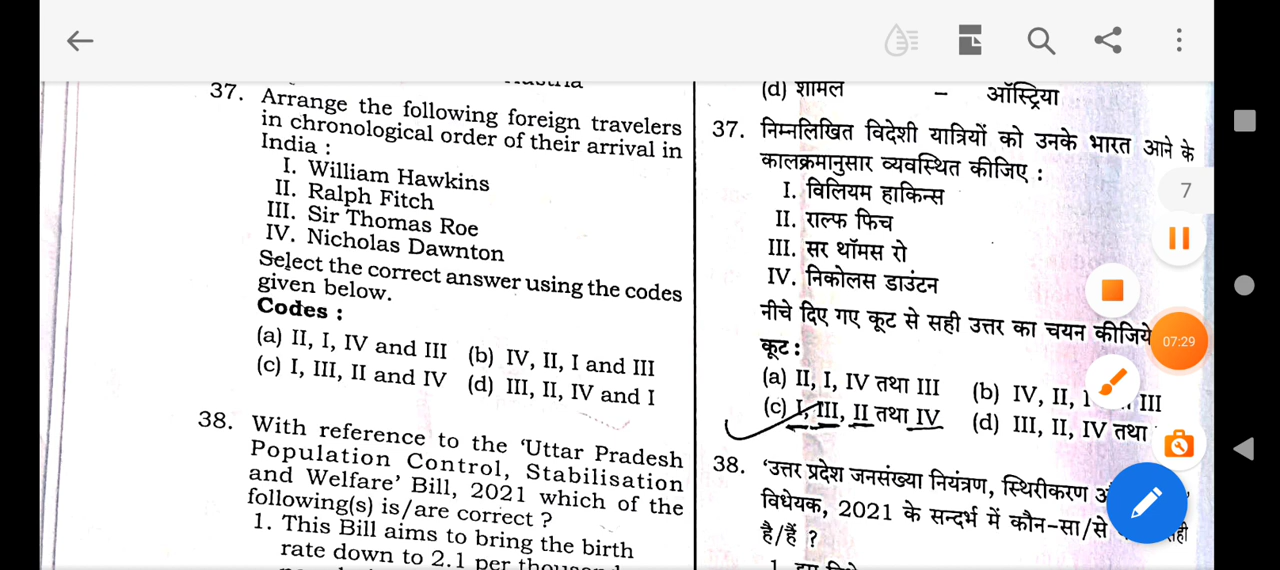 37. Arrange the following foreign travelers
in chronological order of their arrival in
India :
I. William Hawkins
II. Ralph Fitch
III. Sir Thomas Roe
IV. Nicholas Dawnton
Select the correct answer using the codes
given below.
Codes :
(a) II, I, IV and III (b) IV, II, I and III
(c) I, III, II and IV (d) III, II, IV and I
38. With reference to the ‘Uttar Pradesh
Population Control, Stabilisation
and Welfare’ Bill, 2021 which of the
following(s) is/are correct ?
1. This Bill aims to bring the birth
rate down to 2.1 per thousand
(d) शामल – ऑस्ट्रिया
37. निम्नलिखित विदेशी यात्रियों को उनके भारत आने के
कालक्रमानुसार व्यवस्थित कीजिए :
I. विलियम हाकिन्स
II. राल्फ फिच
III. सर थॉमस रो
IV. निकोलस डाउंटन
नीचे दिए गए कूट से सही उत्तर का चयन कीजिये
कूट :
(a) II, I, IV तथा III (b) IV, II, III
(c) I, III, II तथा IV (d) III, II, IV तथा
38. ‘उत्तर प्रदेश जनसंख्या नियंत्रण, स्थिरीकरण
विधेयक, 2021 के सन्दर्भ में कौन-सा/से
है/हैं ?
7
07:29